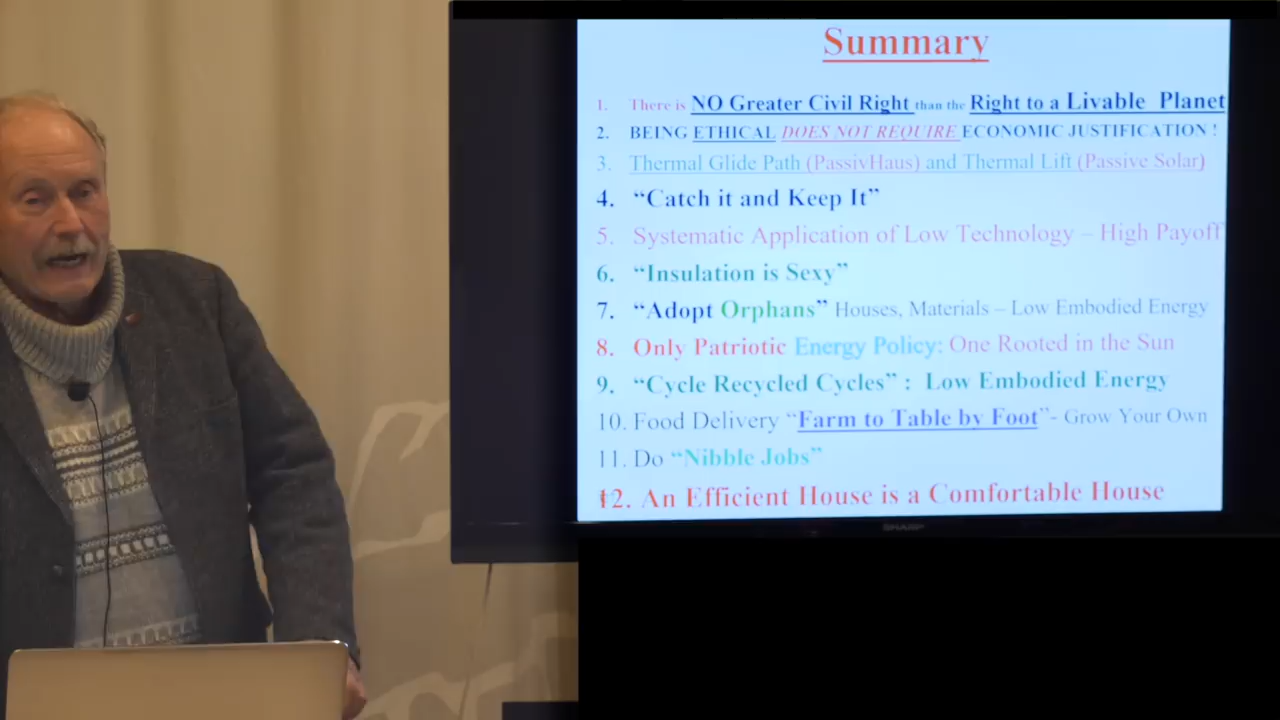 Summary
1. There is NO Greater Civil Right than the Right to a Livable Planet
2. BEING ETHICAL DOES NOT REQUIRE ECONOMIC JUSTIFICATION !
3. Thermal Glide Path (PassivHaus) and Thermal Lift (Passive Solar)
4. “Catch it and Keep It”
5. Systematic Application of Low Technology – High Payoff
6. “Insulation is Sexy”
7. “Adopt Orphans” Houses, Materials – Low Embodied Energy
8. Only Patriotic Energy Policy: One Rooted in the Sun
9. “Cycle Recycled Cycles” : Low Embodied Energy
10. Food Delivery “Farm to Table by Foot”- Grow Your Own
11. Do “Nibble Jobs”
12. An Efficient House is a Comfortable House
SHARP